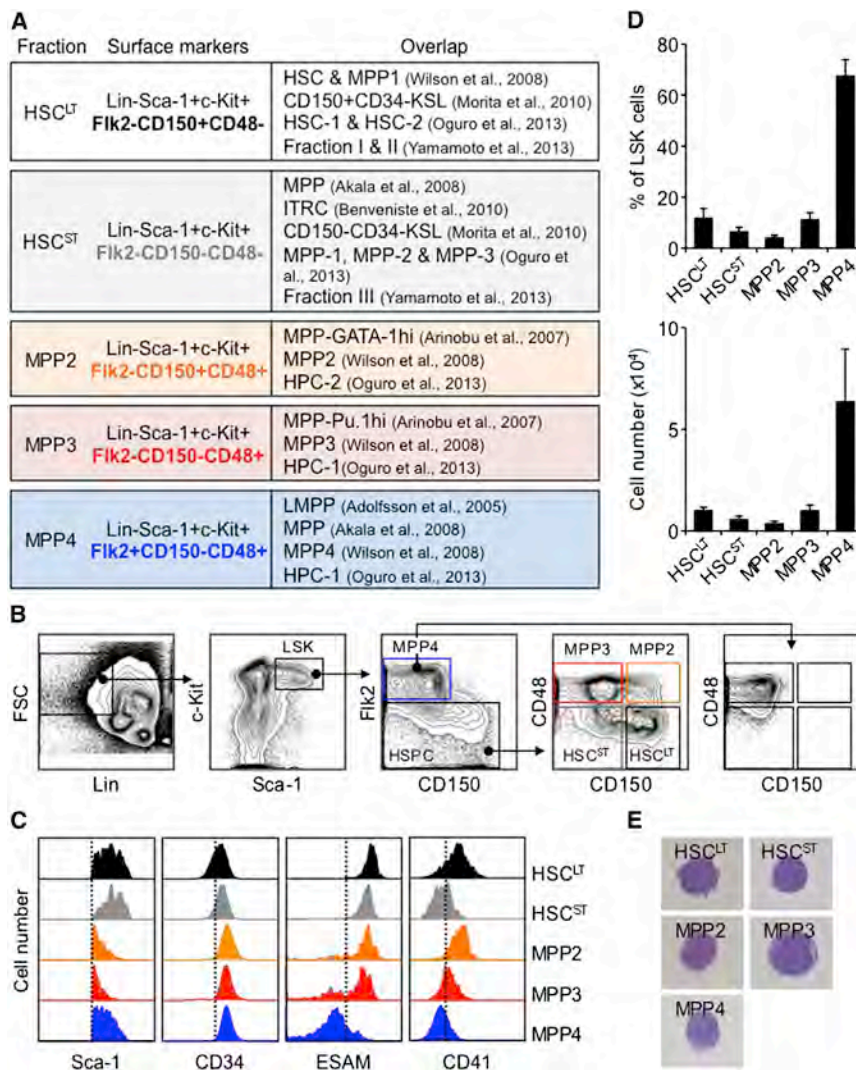 A
Fraction Surface markers Overlap
HSCLT
Lin-Sca-1+c-Kit+
Flk2-CD150+CD48-
HSC & MPP1 (Wilson et al., 2008)
CD150+CD34-KSL (Morita et al., 2010)
HSC-1 & HSC-2 (Oguro et al., 2013)
Fraction I & II (Yamamoto et al., 2013)
HSCST
Lin-Sca-1+c-Kit+
Flk2-CD150-CD48-
MPP (Akala et al., 2008)
ITRC (Benveniste et al., 2010)
CD150-CD34-KSL (Morita et al., 2010)
MPP-1, MPP-2 & MPP-3 (Oguro et
al., 2013)
Fraction III (Yamamoto et al., 2013)
MPP2
Lin-Sca-1+c-Kit+
Flk2-CD150+CD48+
MPP-GATA-1hi (Arinobu et al., 2007)
MPP2 (Wilson et al., 2008)
HPC-2 (Oguro et al., 2013)
MPP3
Lin-Sca-1+c-Kit+
Flk2-CD150-CD48+
MPP-Pu.1hi (Arinobu et al., 2007)
MPP3 (Wilson et al., 2008)
HPC-1(Oguro et al., 2013)
MPP4
Lin-Sca-1+c-Kit+
Flk2+CD150-CD48+
LMPP (Adolfsson et al., 2005)
MPP (Akala et al., 2008)
MPP4 (Wilson et al., 2008)
HPC-1 (Oguro et al., 2013)
D
% of LSK cells
80
60
40
20
0
HSCLT HSCST MPP2 MPP3 MPP4
Cell number (x104)
10
5
0
HSCLT HSCST MPP2 MPP3 MPP4
B
FSC
Lin
c-Kit
LSK
Sca-1
Flk2
MPP4
HSPC
CD150
CD48
MPP3 MPP2
HSCST HSCLT
CD150
CD48
CD150
C
Cell number
HSCLT
HSCST
MPP2
MPP3
MPP4
Sca-1 CD34 ESAM CD41
E
HSCLT HSCST
MPP2 MPP3
MPP4